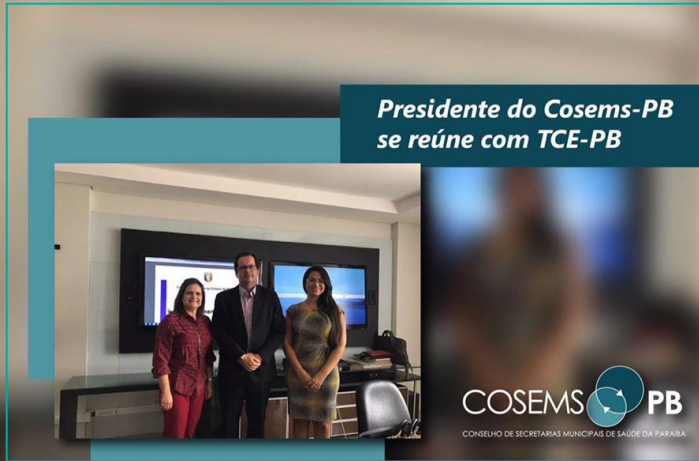 Presidente do Cosems-PB
se reúne com TCE-PB
COSEMS PB
CONSELHO DE SECRETARIAS MUNICIPAIS DE SAÚDE DA PARAÍBA